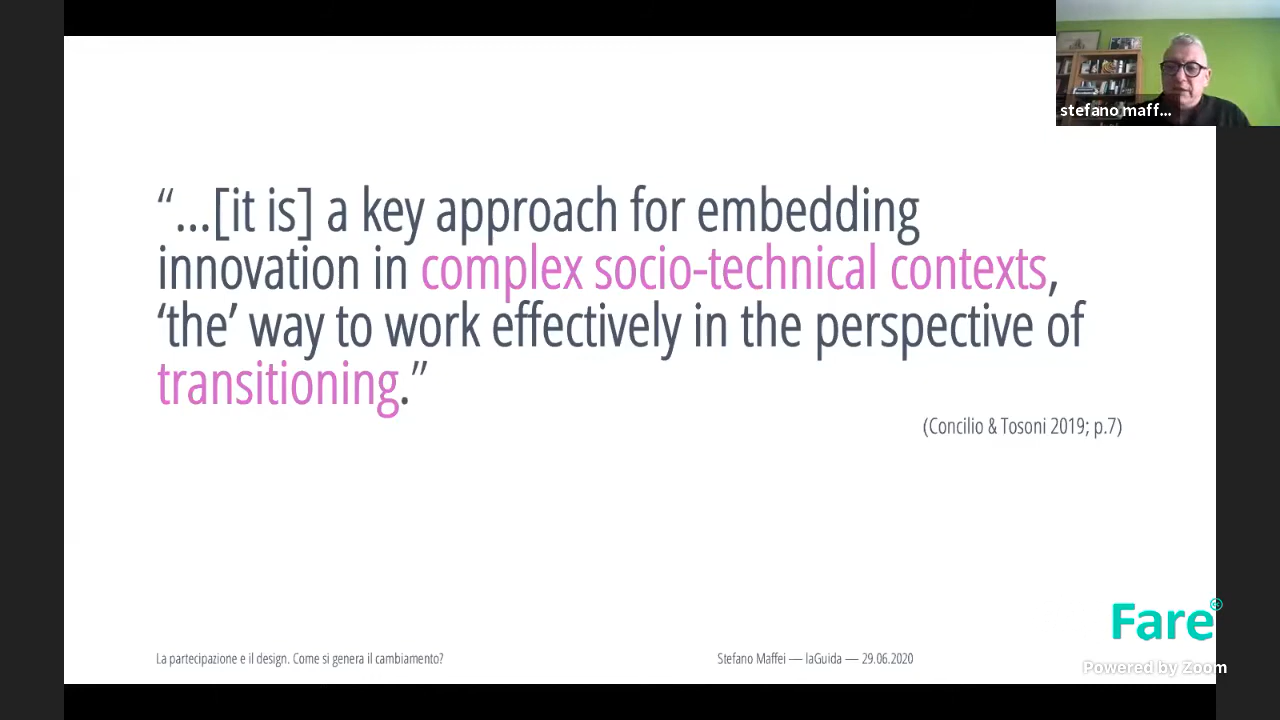 stefano maff...
“...[it is] a key approach for embedding
innovation in complex socio-technical contexts,
‘the’ way to work effectively in the perspective of
transitioning.”
(Concilio & Tosoni 2019; p.7)
Fare
Powered by Zoom
La partecipazione e il design. Come si genera il cambiamento?
Stefano Maffei — laGuida — 29.06.2020